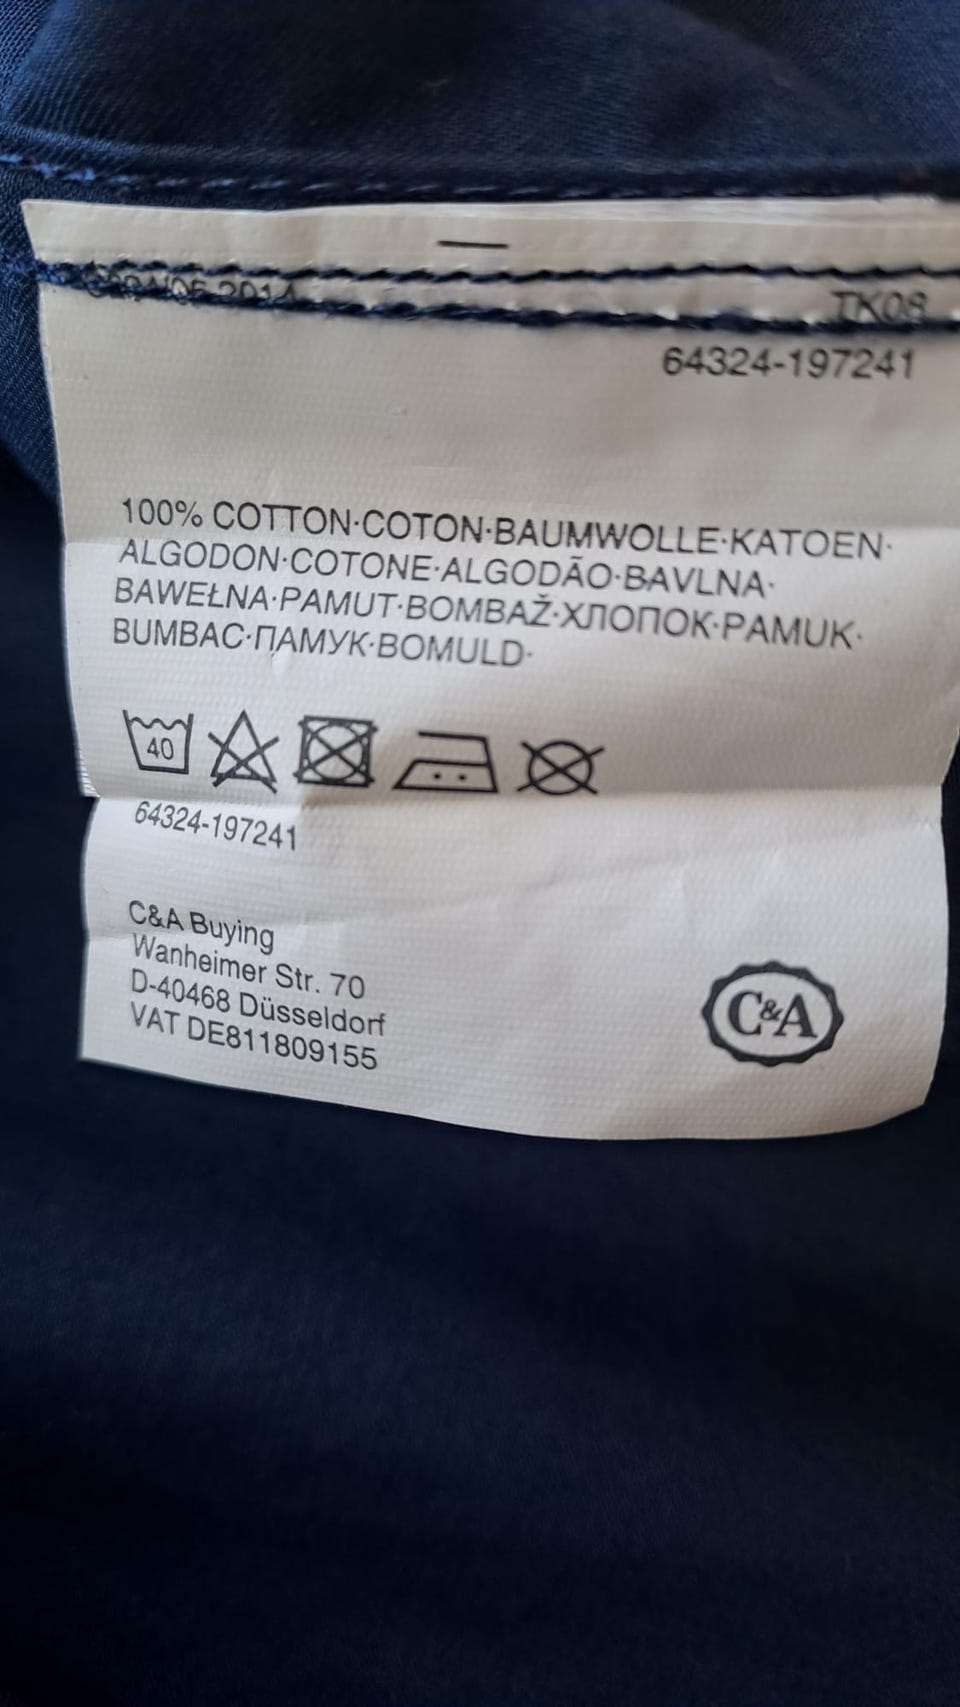 TK08
64324-197241
100% COTTON·COTON·BAUMWOLLE·KATOEN·
ALGODON·COTONE·ALGODÃO·BAVLNA·
BAWEŁNA·PAMUT·BOMBAŽ·ХЛОПОК·PAMUK·
BUMBAC·ПАМУК·BOMULD·
40
64324-197241
C&A Buying
Wanheimer Str. 70
D-40468 Düsseldorf
VAT DE811809155
C&A